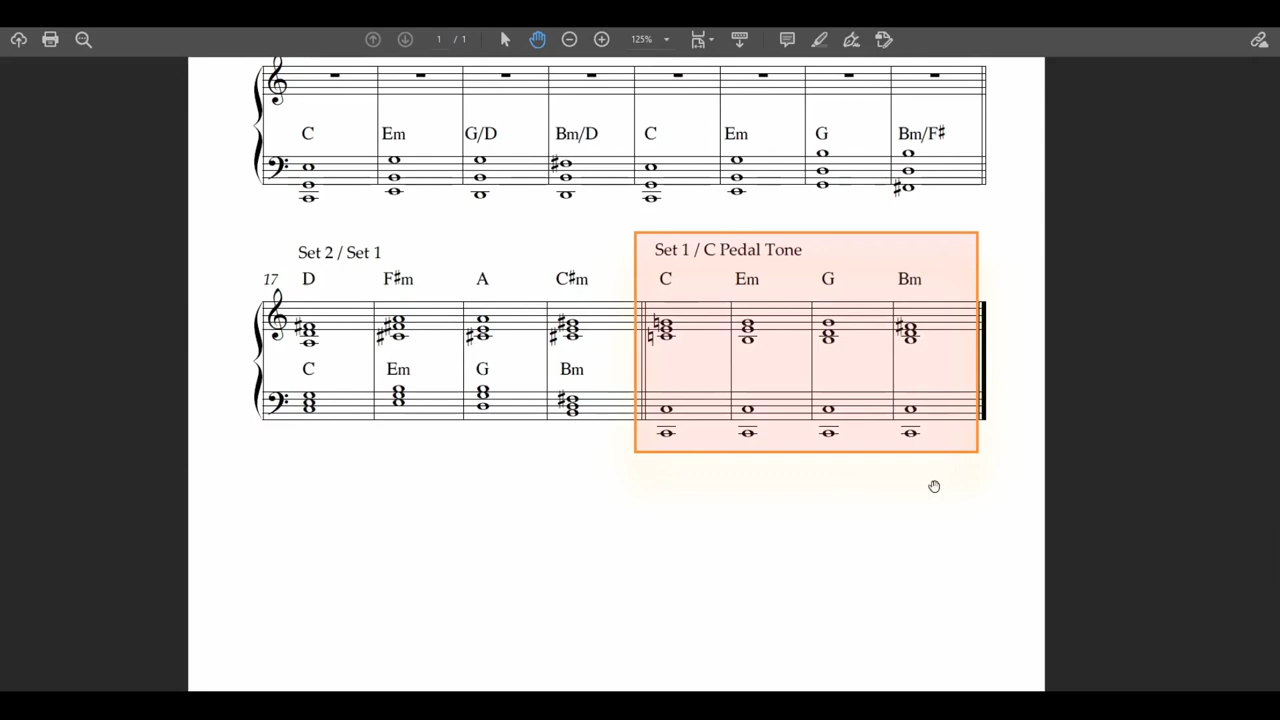 1 / 1 125%
C Em G/D Bm/D C Em G Bm/F♯
Set 2 / Set 1
Set 1 / C Pedal Tone
17 D F♯m A C♯m C Em G Bm
C Em G Bm